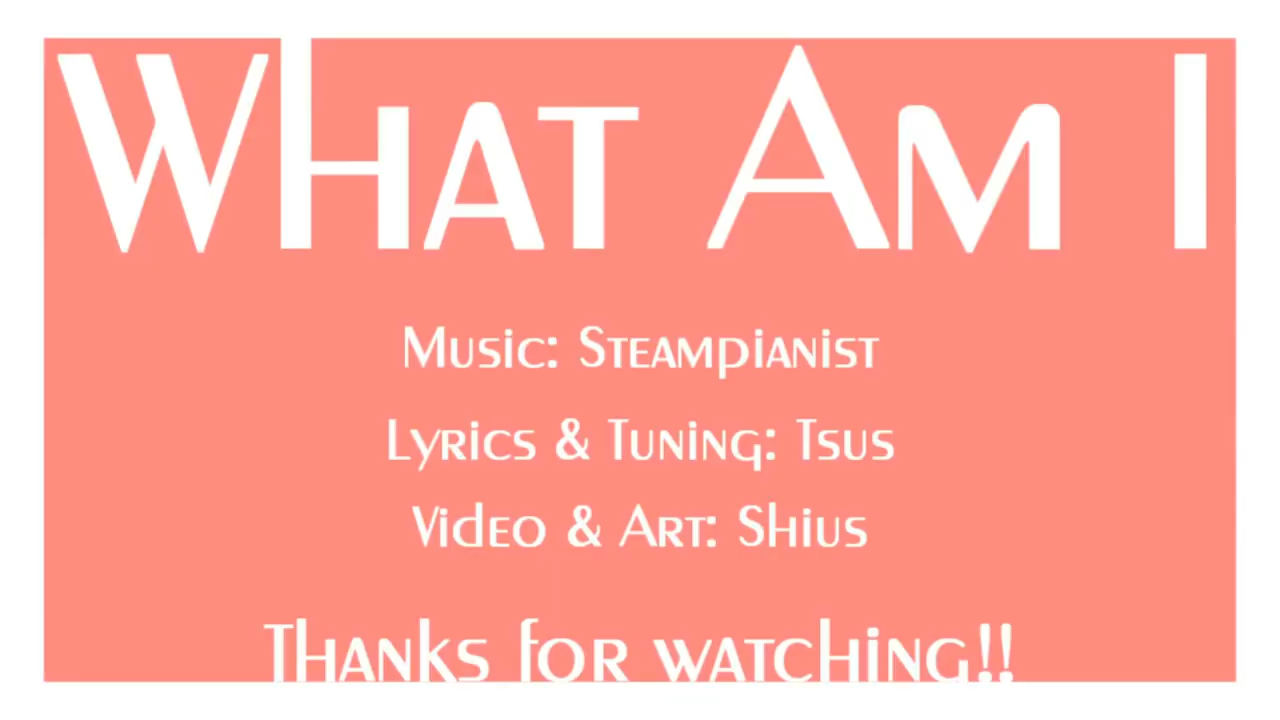 What Am I
Music: Steampianist
Lyrics & Tuning: Tsus
Video & Art: Shius
Thanks for watching!!